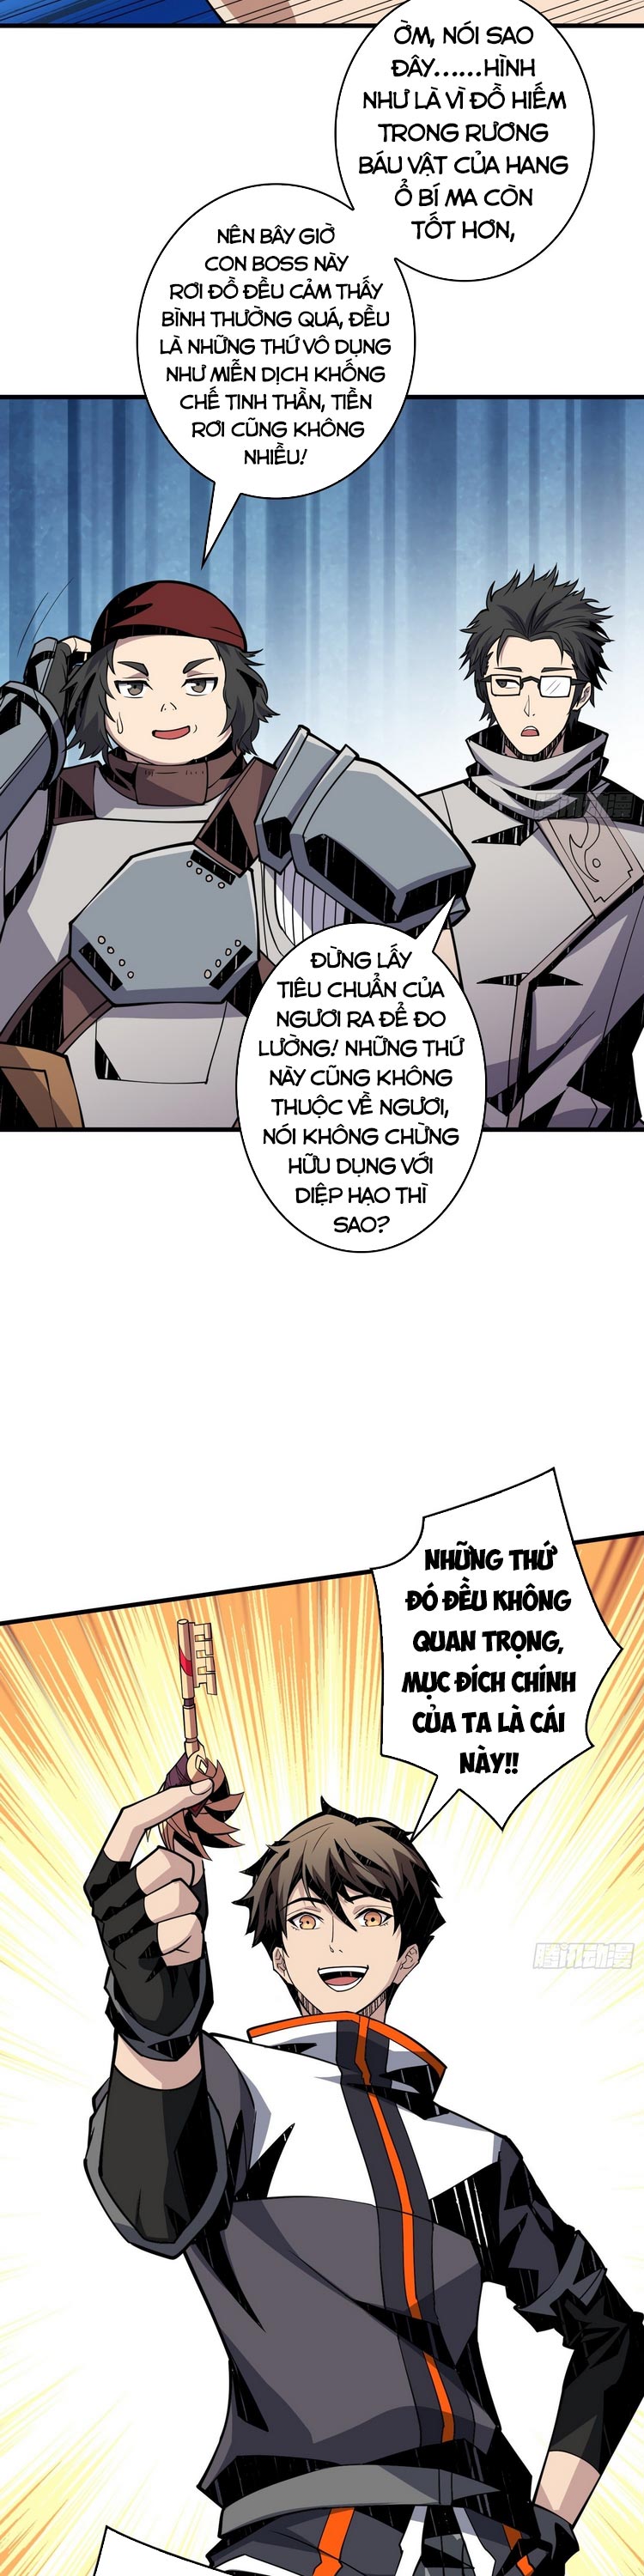 ỜM, NÓI SAO
ĐÂY......HÌNH
NHƯ LÀ VÌ ĐỒ HIẾM
TRONG RƯƠNG
BÁU VẬT CỦA HANG
Ổ BÍ MA CÒN
TỐT HƠN,
NÊN BÂY GIỜ
CON BOSS NÀY
RƠI ĐỒ ĐỀU CẢM THẤY
BÌNH THƯỜNG QUÁ, ĐỀU
LÀ NHỮNG THỨ VÔ DỤNG
NHƯ MIỄN DỊCH KHỐNG
CHẾ TINH THẦN, TIỀN
RƠI CŨNG KHÔNG
NHIỀU!
ĐỪNG LẤY
TIÊU CHUẨN CỦA
NGƯƠI RA ĐỂ ĐO
LƯỜNG! NHỮNG THỨ
NÀY CŨNG KHÔNG
THUỘC VỀ NGƯƠI,
NÓI KHÔNG CHỪNG
HỮU DỤNG VỚI
DIỆP HẠO THÌ
SAO?
NHỮNG THỨ
ĐÓ ĐỀU KHÔNG
QUAN TRỌNG,
MỤC ĐÍCH CHÍNH
CỦA TA LÀ CÁI
NÀY!!
腾讯动漫